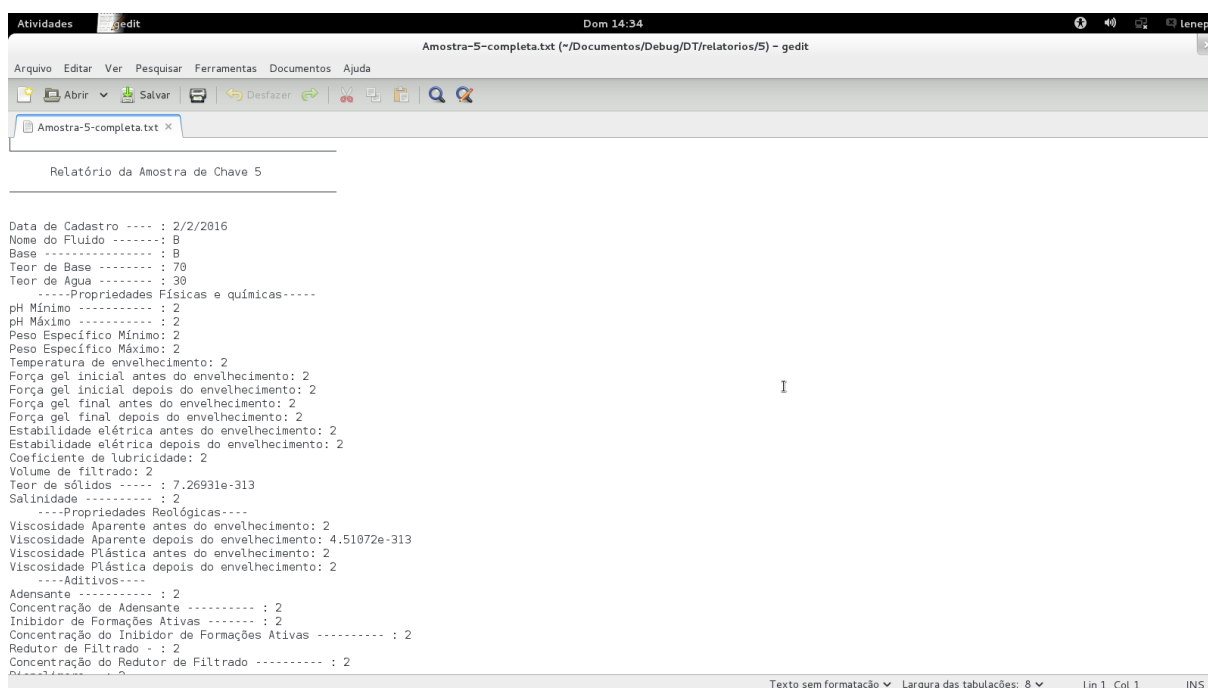 Atividades gedit Dom 14:34 lenep
Amostra-5-completa.txt (~/Documentos/Debug/DT/relatorios/5) - gedit
Arquivo Editar Ver Pesquisar Ferramentas Documentos Ajuda
Abrir Salvar Desfazer
Amostra-5-completa.txt ×
Relatório da Amostra de Chave 5
Data de Cadastro ---- : 2/2/2016
Nome do Fluido -------: B
Base ---------------- : B
Teor de Base -------- : 70
Teor de Agua -------- : 30
-----Propriedades Físicas e químicas-----
pH Mínimo ----------- : 2
pH Máximo ----------- : 2
Peso Específico Mínimo: 2
Peso Específico Máximo: 2
Temperatura de envelhecimento: 2
Força gel inicial antes do envelhecimento: 2
Força gel inicial depois do envelhecimento: 2
Força gel final antes do envelhecimento: 2
Força gel final depois do envelhecimento: 2
Estabilidade elétrica antes do envelhecimento: 2
Estabilidade elétrica depois do envelhecimento: 2
Coeficiente de lubricidade: 2
Volume de filtrado: 2
Teor de sólidos ----- : 7.26931e-313
Salinidade ---------- : 2
----Propriedades Reológicas----
Viscosidade Aparente antes do envelhecimento: 2
Viscosidade Aparente depois do envelhecimento: 4.51072e-313
Viscosidade Plástica antes do envelhecimento: 2
Viscosidade Plástica depois do envelhecimento: 2
----Aditivos----
Adensante ----------- : 2
Concentração de Adensante ---------- : 2
Inibidor de Formações Ativas ------- : 2
Concentração do Inibidor de Formações Ativas ---------- : 2
Redutor de Filtrado - : 2
Concentração do Redutor de Filtrado ---------- : 2
Texto sem formatação Largura das tabulações: 8 Lin 1, Col 1 INS